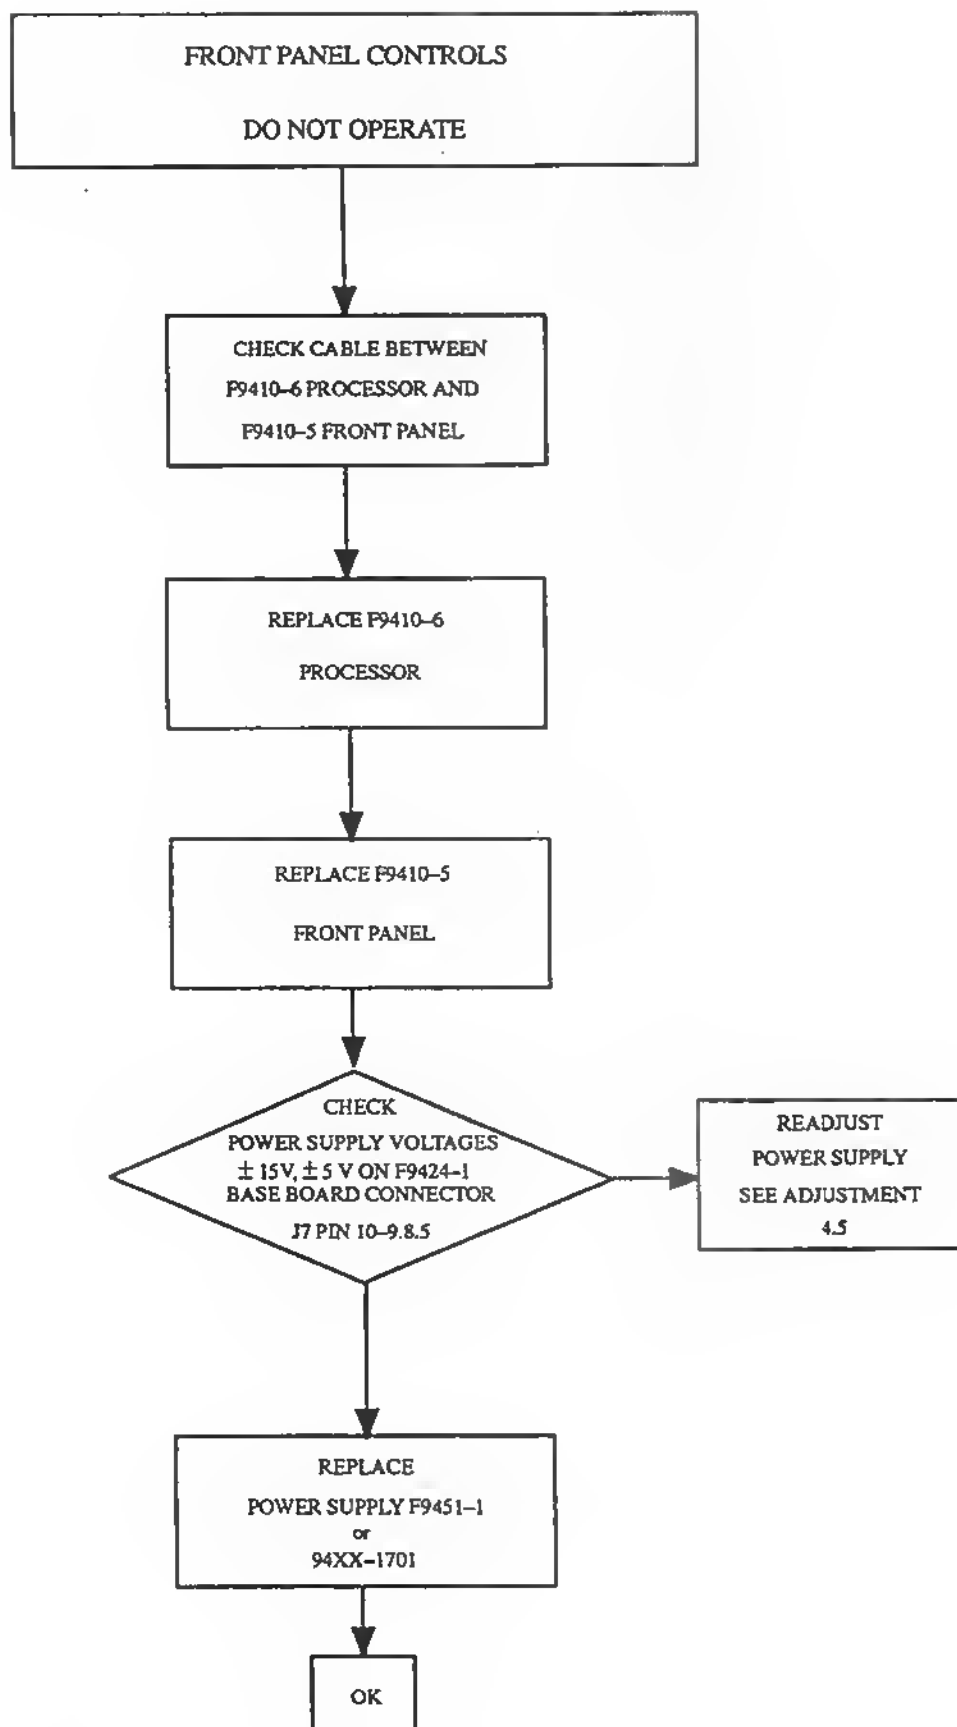 FRONT PANEL CONTROLS
DO NOT OPERATE
CHECK CABLE BETWEEN
F9410-6 PROCESSOR AND
F9410-5 FRONT PANEL
REPLACE F9410-6
PROCESSOR
REPLACE F9410-5
FRONT PANEL
CHECK
POWER SUPPLY VOLTAGES
± 15V, ± 5 V ON F9424-1
BASE BOARD CONNECTOR
J7 PIN 10-9.8.5
READJUST
POWER SUPPLY
SEE ADJUSTMENT
4.5
REPLACE
POWER SUPPLY F9451-1
or
94XX-1701
OK